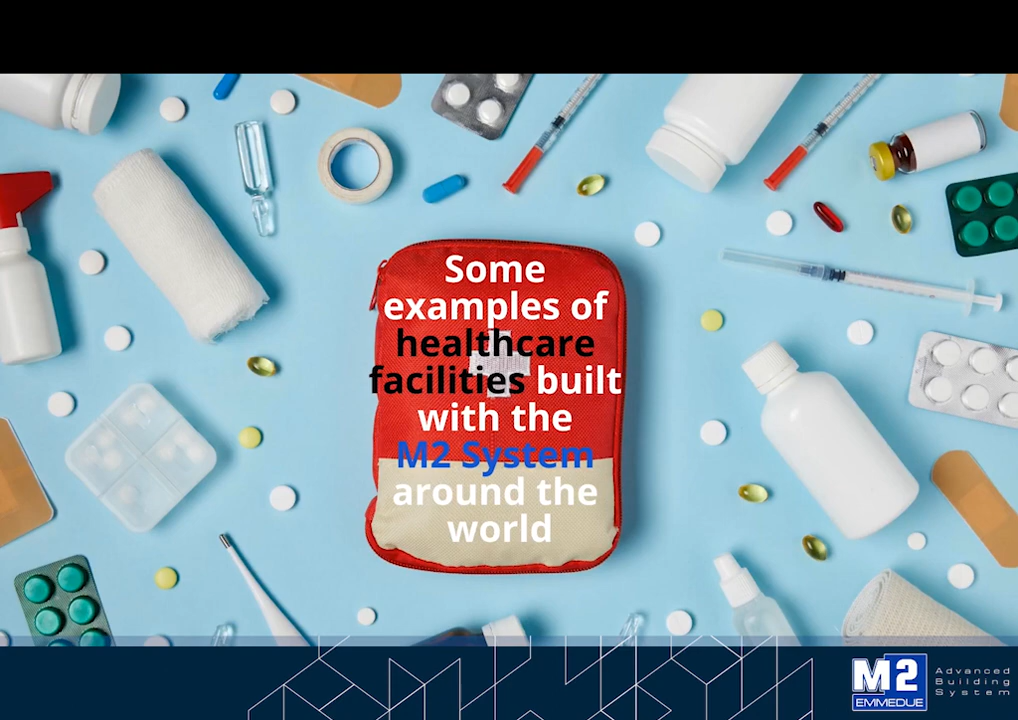 Some
examples of
healthcare
facilities built
with the
M2 System
around the
world
M2
EMMEDUE
Advanced
Building
System